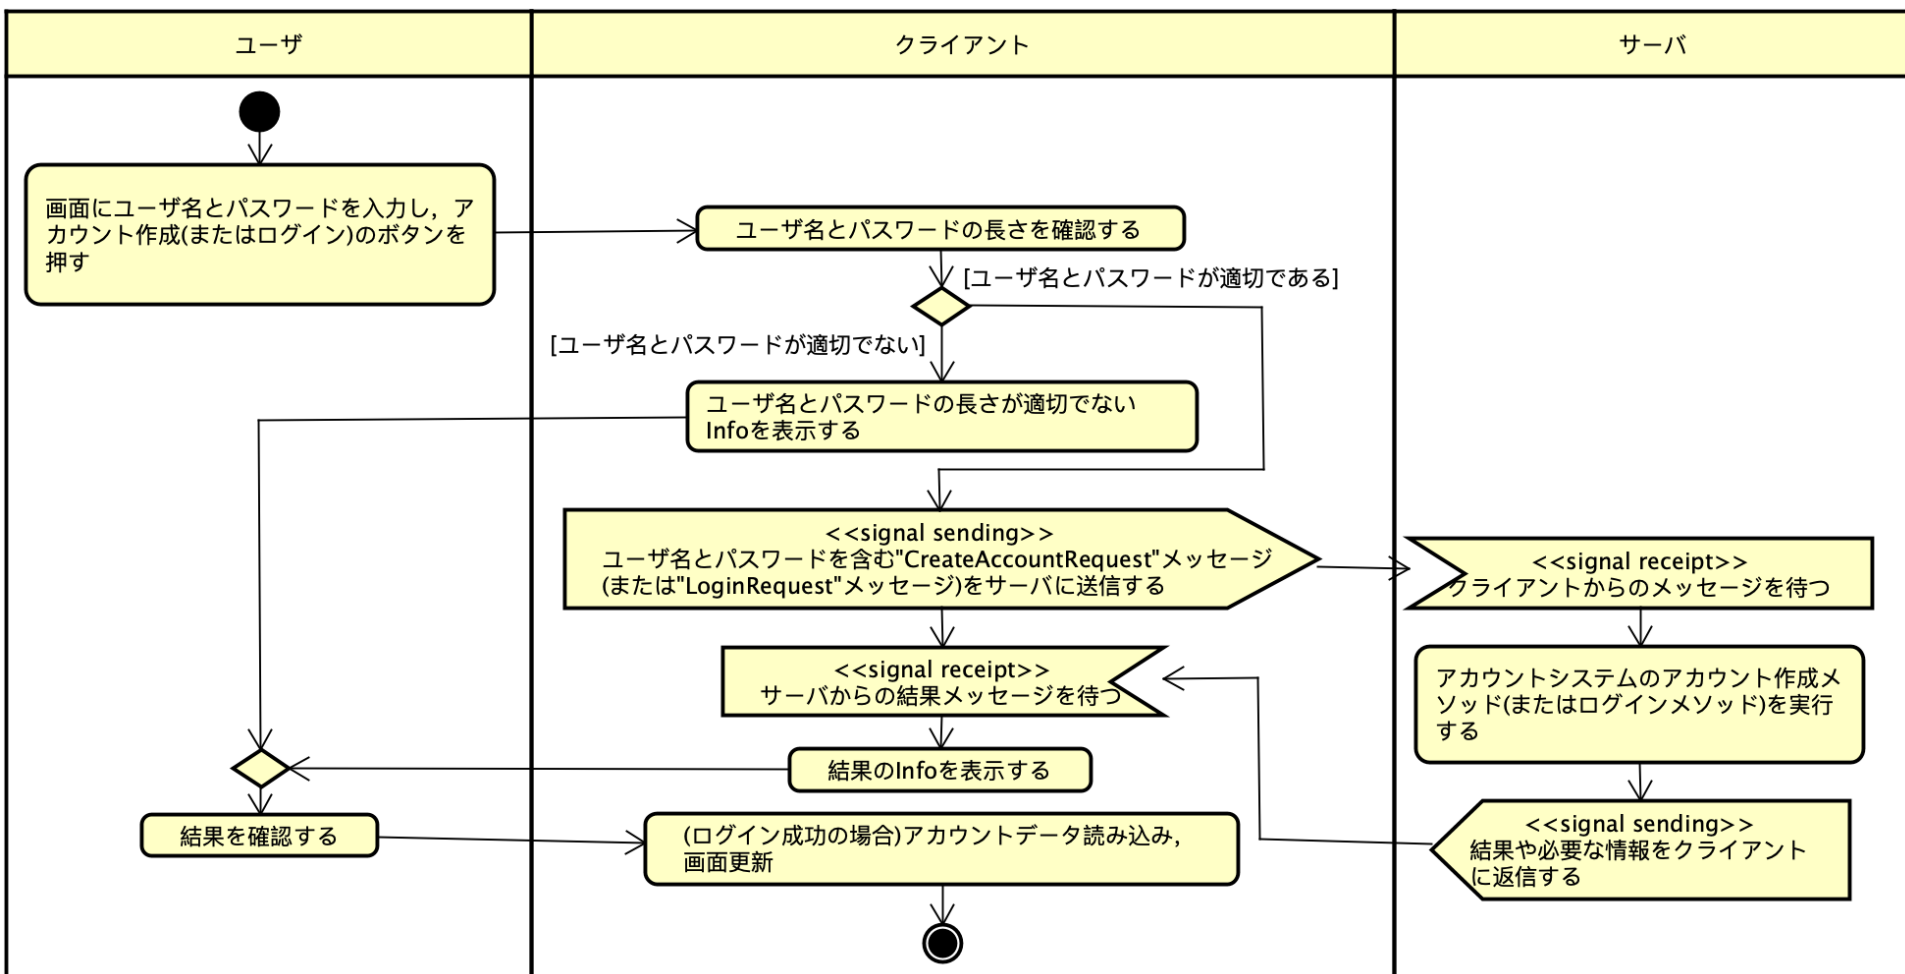 ユーザ
クライアント
サーバ
画面にユーザ名とパスワードを入力し，ア
カウント作成(またはログイン)のボタンを
押す
ユーザ名とパスワードの長さを確認する
[ユーザ名とパスワードが適切である]
[ユーザ名とパスワードが適切でない]
ユーザ名とパスワードの長さが適切でない
Infoを表示する
<<signal sending>>
ユーザ名とパスワードを含む"CreateAccountRequest"メッセージ
(または"LoginRequest"メッセージ)をサーバに送信する
<<signal receipt>>
クライアントからのメッセージを待つ
<<signal receipt>>
サーバからの結果メッセージを待つ
アカウントシステムのアカウント作成メ
ソッド(またはログインメソッド)を実行
する
結果のInfoを表示する
結果を確認する
(ログイン成功の場合)アカウントデータ読み込み，
画面更新
<<signal sending>>
結果や必要な情報をクライアント
に返信する